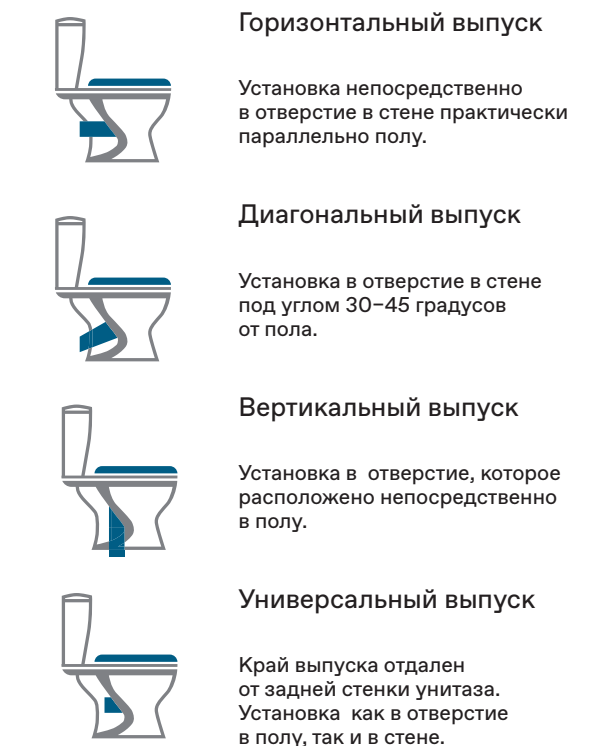 Горизонтальный выпуск
Установка непосредственно
в отверстие в стене практически
параллельно полу.
Диагональный выпуск
Установка в отверстие в стене
под углом 30–45 градусов
от пола.
Вертикальный выпуск
Установка в отверстие, которое
расположено непосредственно
в полу.
Универсальный выпуск
Край выпуска отдален
от задней стенки унитаза.
Установка как в отверстие
в полу, так и в стене.